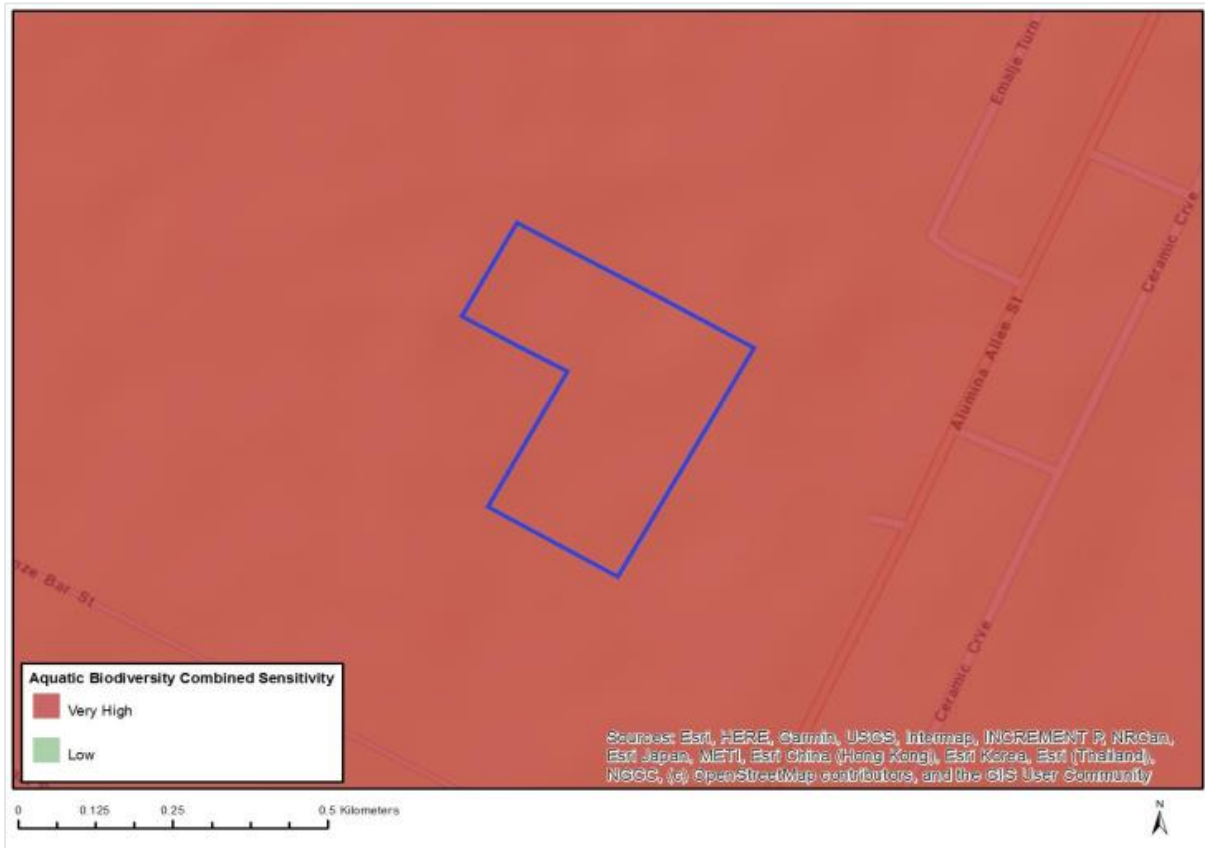 Emalje Turn
Ceramic Crve
Alumina Allee St
nze Bar St
Ceramic Crve
Aquatic Biodiversity Combined Sensitivity
Very High
Low
Sources: Esri, HERE, Garmin, USGS, Intermap, INCREMENT P, NRCan,
Esri Japan, METI, Esri China (Hong Kong), Esri Korea, Esri (Thailand),
NGCC, (c) OpenStreetMap contributors, and the GIS User Community
0 0.125 0.25 0.5 Kilometers
N